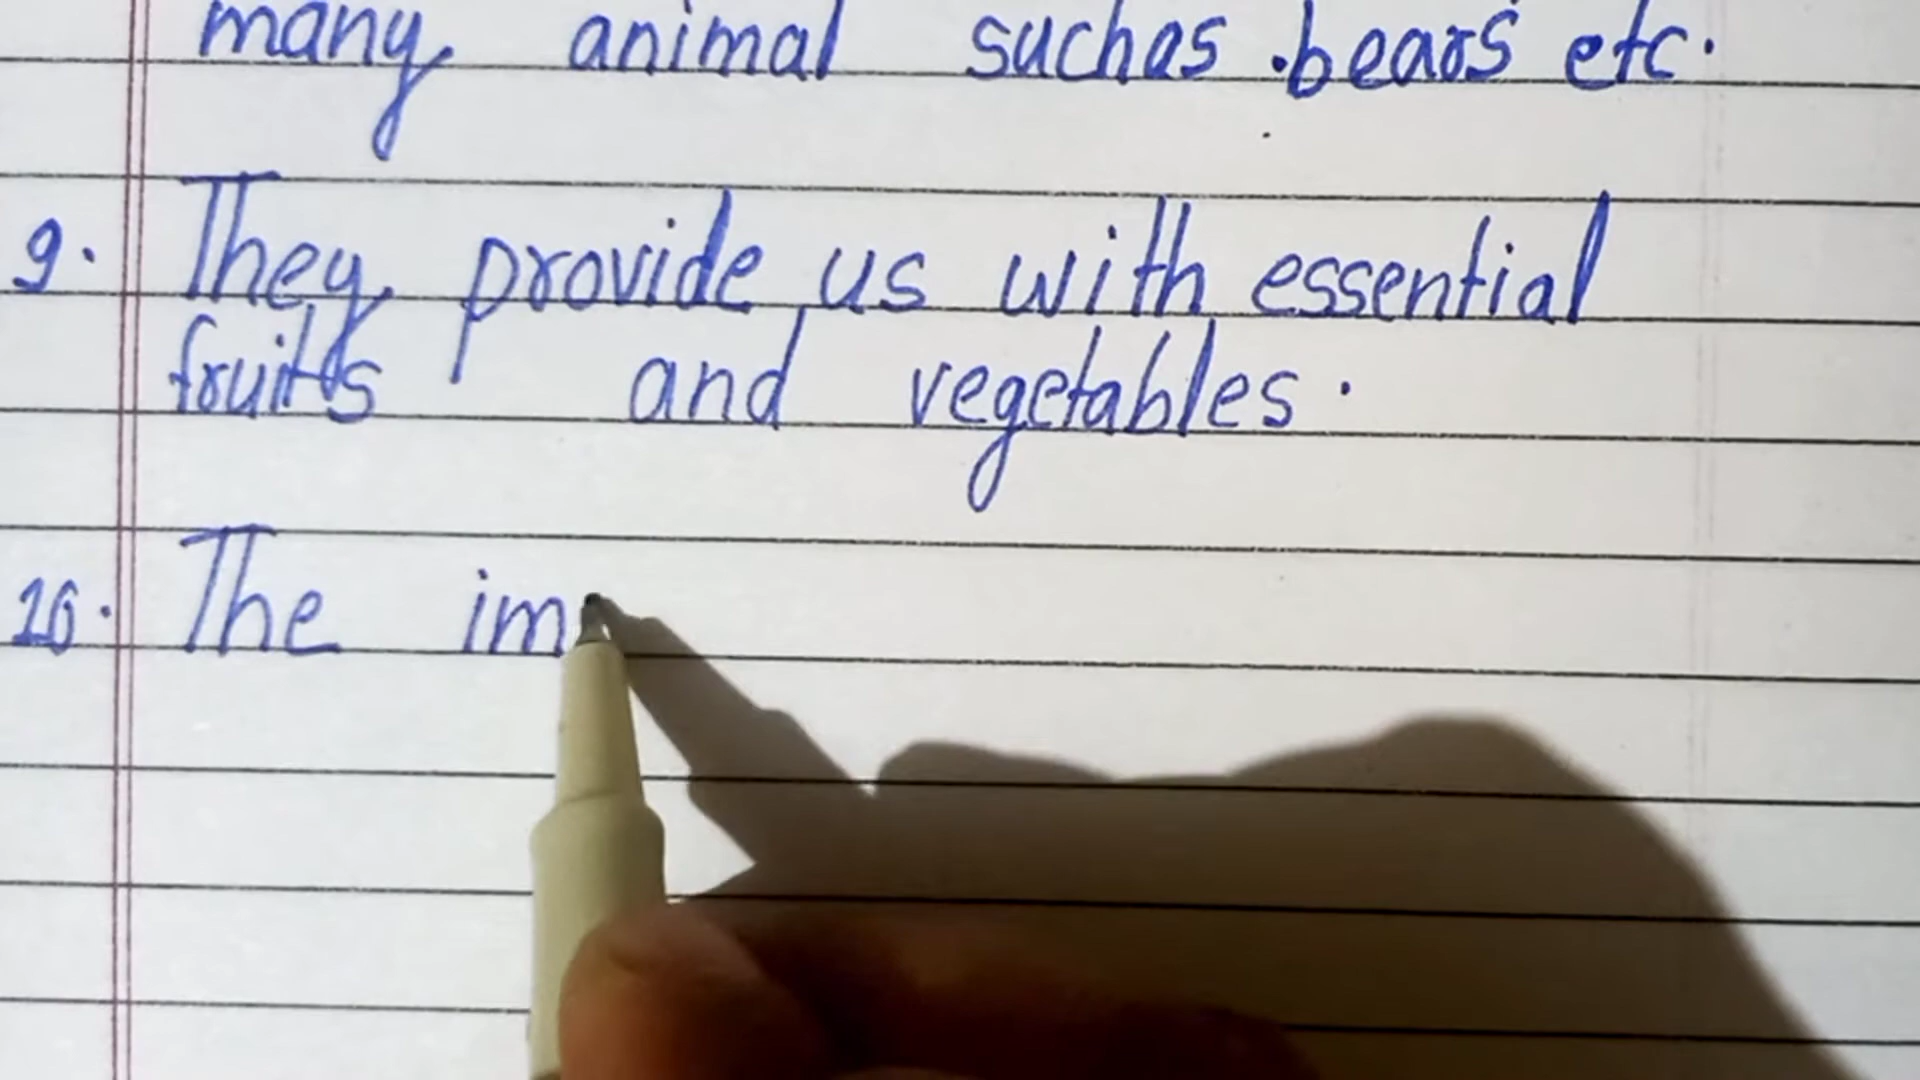 many animal suchas bears etc.
9. They provide us with essential
fruits and vegetables.
10. The im